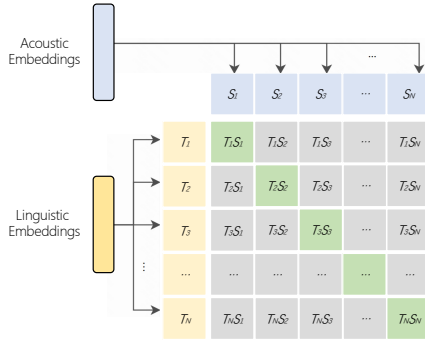 Acoustic
Embeddings
...
S1 S2 S3 ... SN
T1 T1S1 T1S2 T1S3 ... T1SN
T2 T2S1 T2S2 T2S3 ... T2SN
Linguistic
Embeddings
T3 T3S1 T3S2 T3S3 ... T3SN
⋮
... ... ... ... ... ...
TN TNS1 TNS2 TNS3 ... TNSN